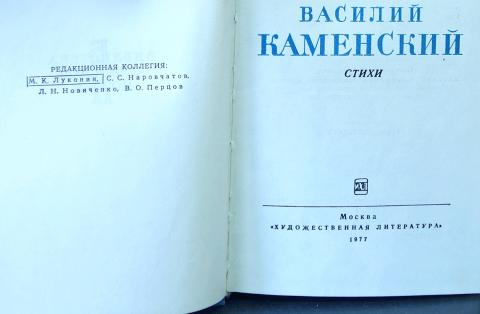 РЕДАКЦИОННАЯ КОЛЛЕГИЯ:
М. К. Луконин, С. С. Наровчатов,
Л. Н. Новиченко, В. О. Перцов
ВАСИЛИЙ
КАМЕНСКИЙ
СТИХИ
Москва
«ХУДОЖЕСТВЕННАЯ ЛИТЕРАТУРА»
1977